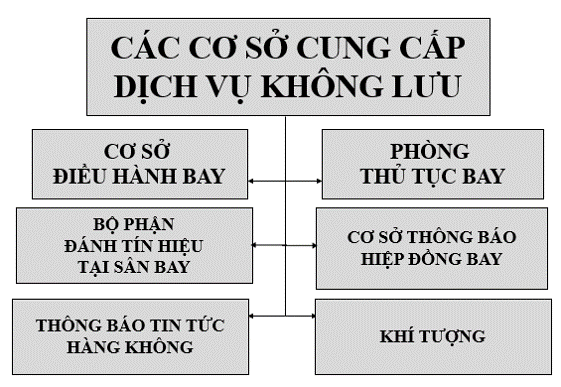 CÁC CƠ SỞ CUNG CẤP
DỊCH VỤ KHÔNG LƯU
CƠ SỞ
ĐIỀU HÀNH BAY
PHÒNG
THỦ TỤC BAY
BỘ PHẬN
ĐÁNH TÍN HIỆU
TẠI SÂN BAY
CƠ SỞ THÔNG BÁO
HIỆP ĐỒNG BAY
THÔNG BÁO TIN TỨC
HÀNG KHÔNG
KHÍ TƯỢNG